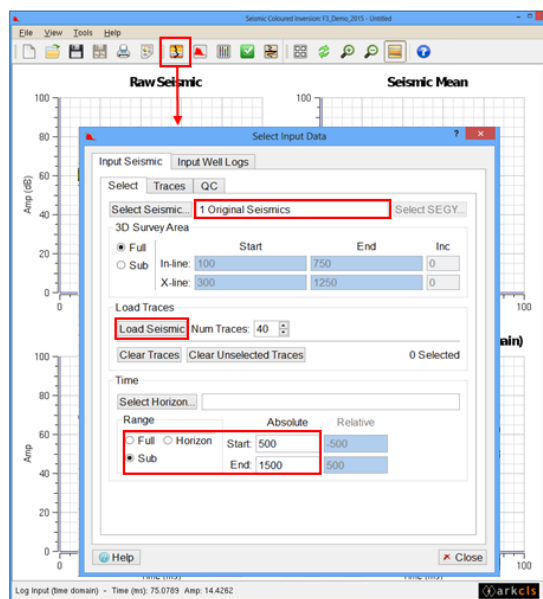 Seismic Coloured Inversion: F3_Demo_2015 - Untitled
File View Tools Help
Raw Seismic
Seismic Mean
100
80
60
40
20
0
Amp (dB)
0
100
100
Select Input Data
? ×
Input Seismic Input Well Logs
Select Traces QC
Select Seismic... 1 Original Seismics Select SEGY...
3D Survey Area
Full Start End Inc
Sub In-line: 100 750 0
X-line: 300 1250 0
Load Traces
Load Seismic Num Traces: 40
Clear Traces Clear Unselected Traces 0 Selected
Time
Select Horizon...
Range Absolute Relative
Full Horizon Start: 500 -500
Sub End: 1500 500
Help Close
ain)
100
80
60
40
20
0
Amp
0
100
Log Input (time domain) - Time (ms): 75.0789 Amp: 14.4262
arkcls